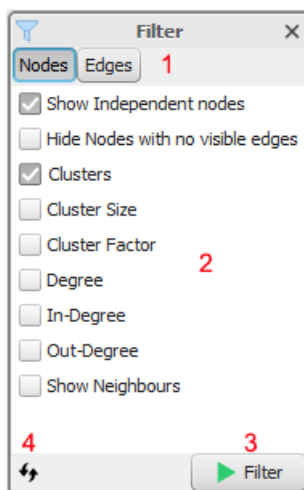 Filter
Nodes Edges 1
Show Independent nodes
Hide Nodes with no visible edges
Clusters
Cluster Size
Cluster Factor
2
Degree
In-Degree
Out-Degree
Show Neighbours
4 3
Filter